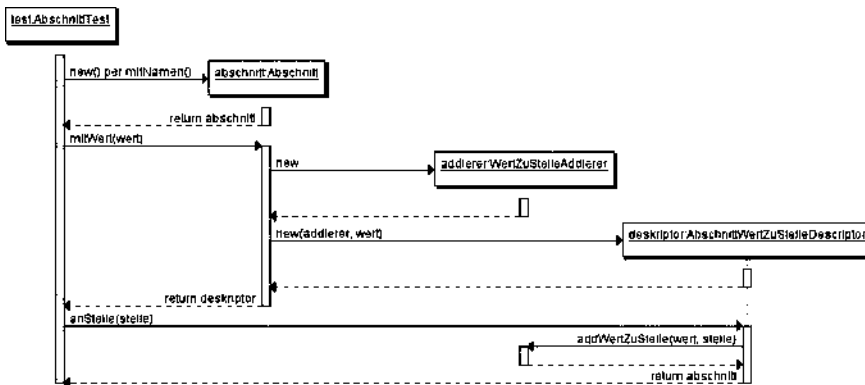 test:AbschnittTest
new() per mitNamen()
abschnitt:Abschnitt
return abschnitt
mitWert(wert)
new
addierer:WertZuStelleAddierer
new(addierer, wert)
deskriptor:AbschnittWertZuStelleDescriptor
return deskriptor
anStelle(stelle)
addWertZuStelle(wert, stelle)
return abschnitt